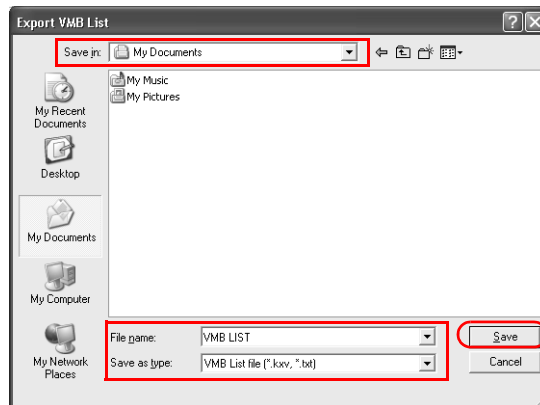 Export VMB List
Save in: My Documents
My Music
My Pictures
My Recent
Documents
Desktop
My Documents
My Computer
My Network
Places
File name: VMB LIST
Save as type: VMB List file (*.kxv, *.txt)
Save
Cancel